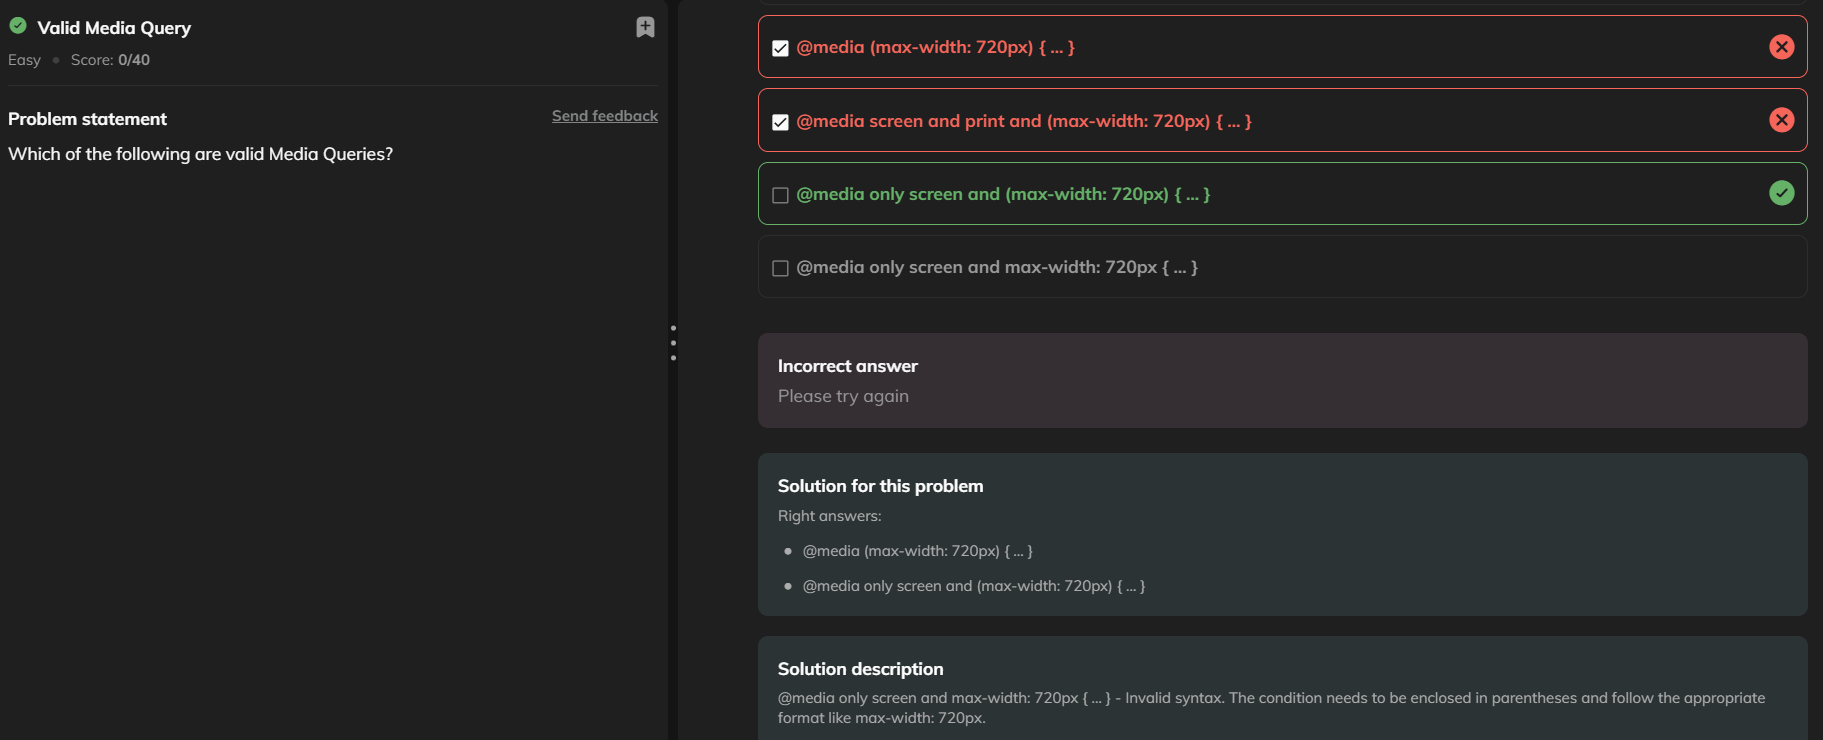 Valid Media Query
Easy • Score: 0/40
Problem statement
Send feedback
Which of the following are valid Media Queries?
@media (max-width: 720px) { ... }
@media screen and print and (max-width: 720px) { ... }
@media only screen and (max-width: 720px) { ... }
@media only screen and max-width: 720px { ... }
Incorrect answer
Please try again
Solution for this problem
Right answers:
• @media (max-width: 720px) { ... }
• @media only screen and (max-width: 720px) { ... }
Solution description
@media only screen and max-width: 720px { ... } - Invalid syntax. The condition needs to be enclosed in parentheses and follow the appropriate
format like max-width: 720px.